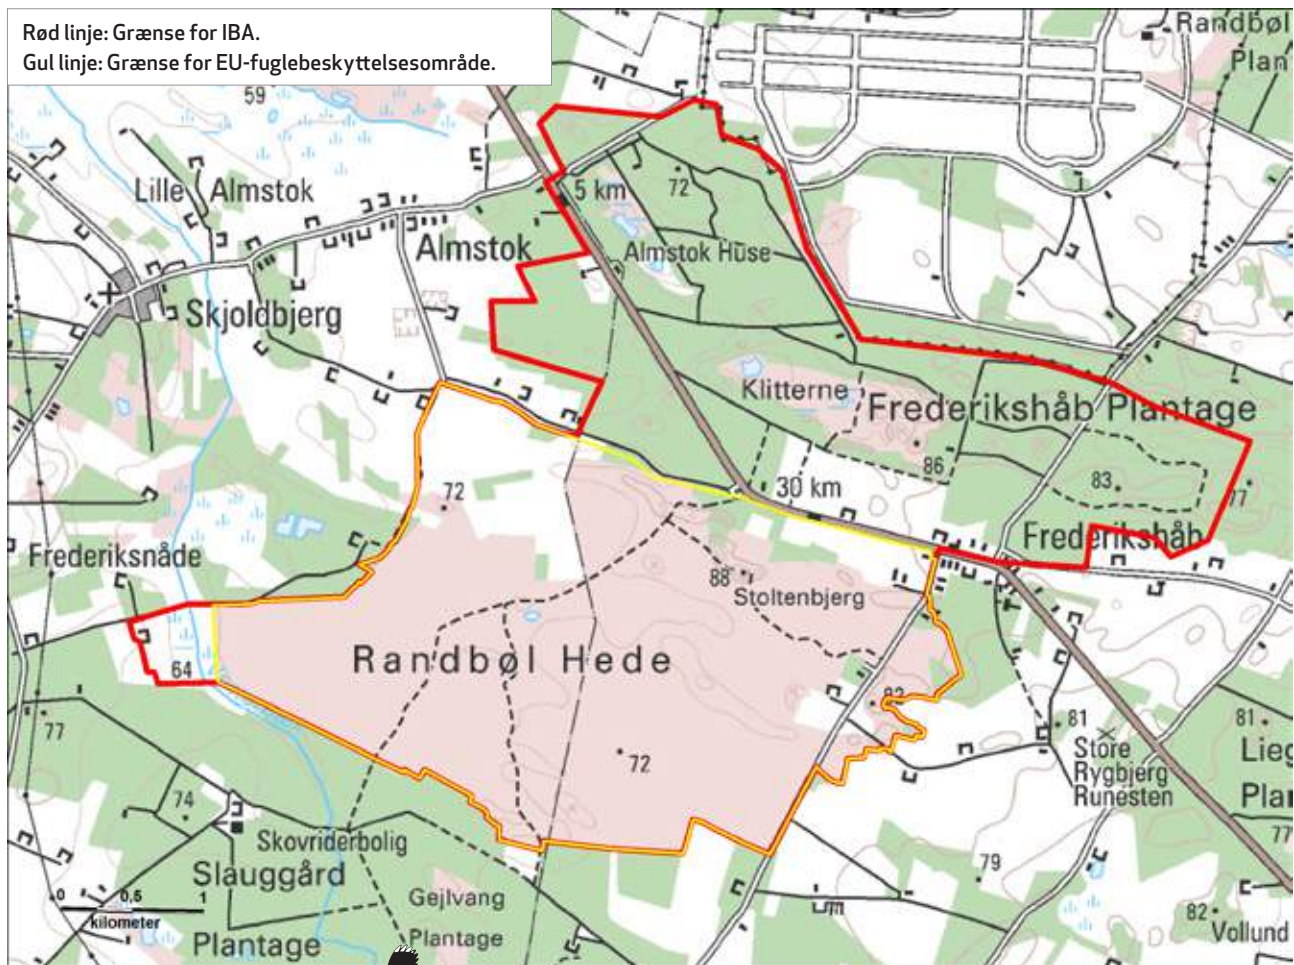 Rød linje: Grænse for IBA.
Gul linje: Grænse for EU-fuglebeskyttelsesområde.
Randbøl
Plan
59
Lille Almstok
72
5 km
Almstok
Almstok Huse
Skjoldbjerg
Klitterne
Frederikshåb Plantage
86
83
77
72
30 km
Frederikshåb
Frederiksnåde
88
Stoltenbjerg
64
Randbøl Hede
82
77
72
81
Store
Rygbjerg
Runesten
81
Lieg
Plan
77
74
Skovriderbolig
Slauggård
Plantage
Gejlvang
Plantage
79
82
Vollund
0 0,5 1
kilometer